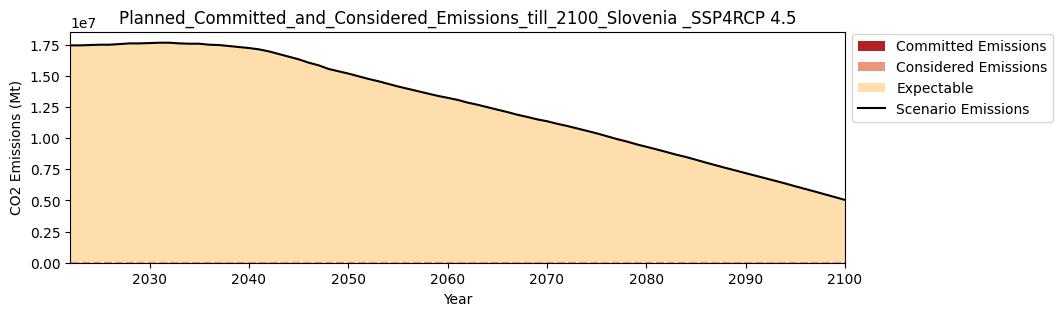 Planned_Committed_and_Considered_Emissions_till_2100_Slovenia _SSP4RCP 4.5
1e7
1.75
1.50
1.25
1.00
0.75
0.50
0.25
0.00
CO2 Emissions (Mt)
2030 2040 2050 2060 2070 2080 2090 2100
Year
Committed Emissions
Considered Emissions
Expectable
Scenario Emissions